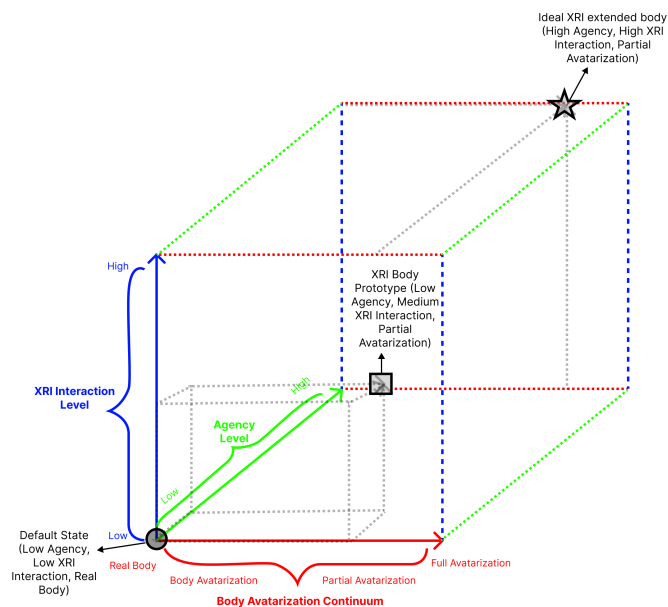 Ideal XRI extended body
(High Agency, High XRI
Interaction, Partial
Avatarization)
High
XRI Body
Prototype (Low
Agency, Medium
XRI Interaction,
Partial
Avatarization)
XRI Interaction
Level
High
Agency
Level
Low
Default State
(Low Agency,
Low XRI
Interaction, Real
Body)
Low
Real Body
Body Avatarization
Partial Avatarization
Full Avatarization
Body Avatarization Continuum